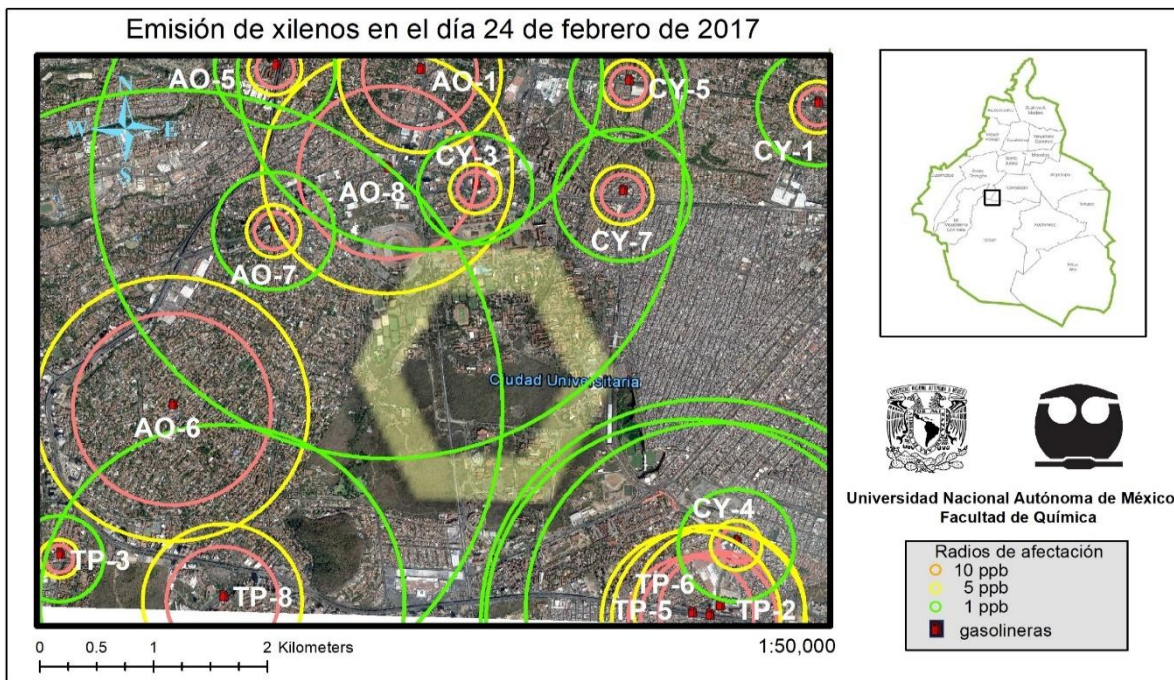 Emisión de xilenos en el día 24 de febrero de 2017
N
W E
S
AO-5
AO-1
CY-5
CY-1
CY-3
AO-8
CY-7
AO-7
Ciudad Universitaria
AO-6
CY-4
TP-3
TP-6
TP-8
TP-5
TP-2
0 0.5 1 2 Kilometers
1:50,000
Universidad Nacional Autónoma de México
Facultad de Química
Radios de afectación
10 ppb
5 ppb
1 ppb
gasolineras